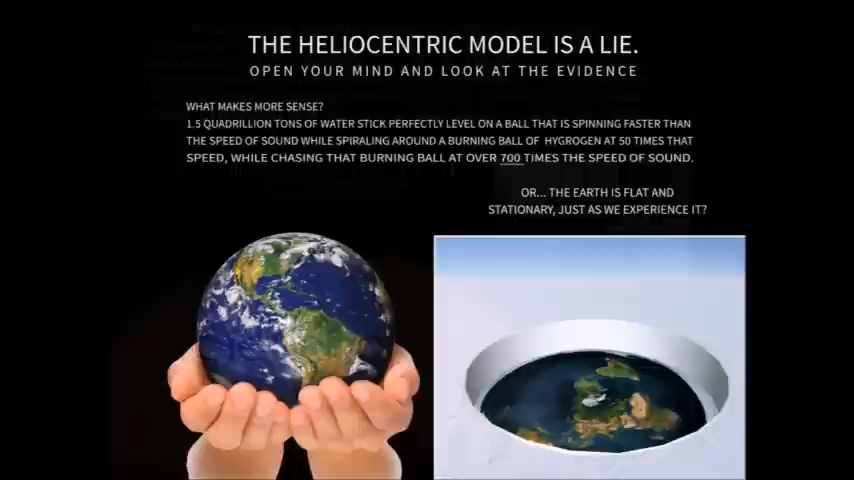 THE HELIOCENTRIC MODEL IS A LIE.
OPEN YOUR MIND AND LOOK AT THE EVIDENCE
WHAT MAKES MORE SENSE?
1.5 QUADRILLION TONS OF WATER STICK PERFECTLY LEVEL ON A BALL THAT IS SPINNING FASTER THAN
THE SPEED OF SOUND WHILE SPIRALING AROUND A BURNING BALL OF HYGROGEN AT 50 TIMES THAT
SPEED, WHILE CHASING THAT BURNING BALL AT OVER 700 TIMES THE SPEED OF SOUND.
OR... THE EARTH IS FLAT AND
STATIONARY, JUST AS WE EXPERIENCE IT?